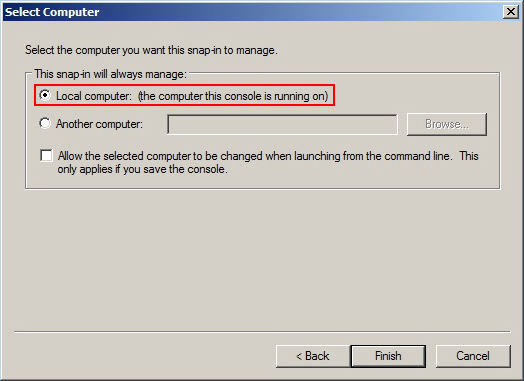 Select Computer
Select the computer you want this snap-in to manage.
This snap-in will always manage:
Local computer:  (the computer this console is running on)
Another computer:
Browse...
Allow the selected computer to be changed when launching from the command line.  This
only applies if you save the console.
< Back
Finish
Cancel